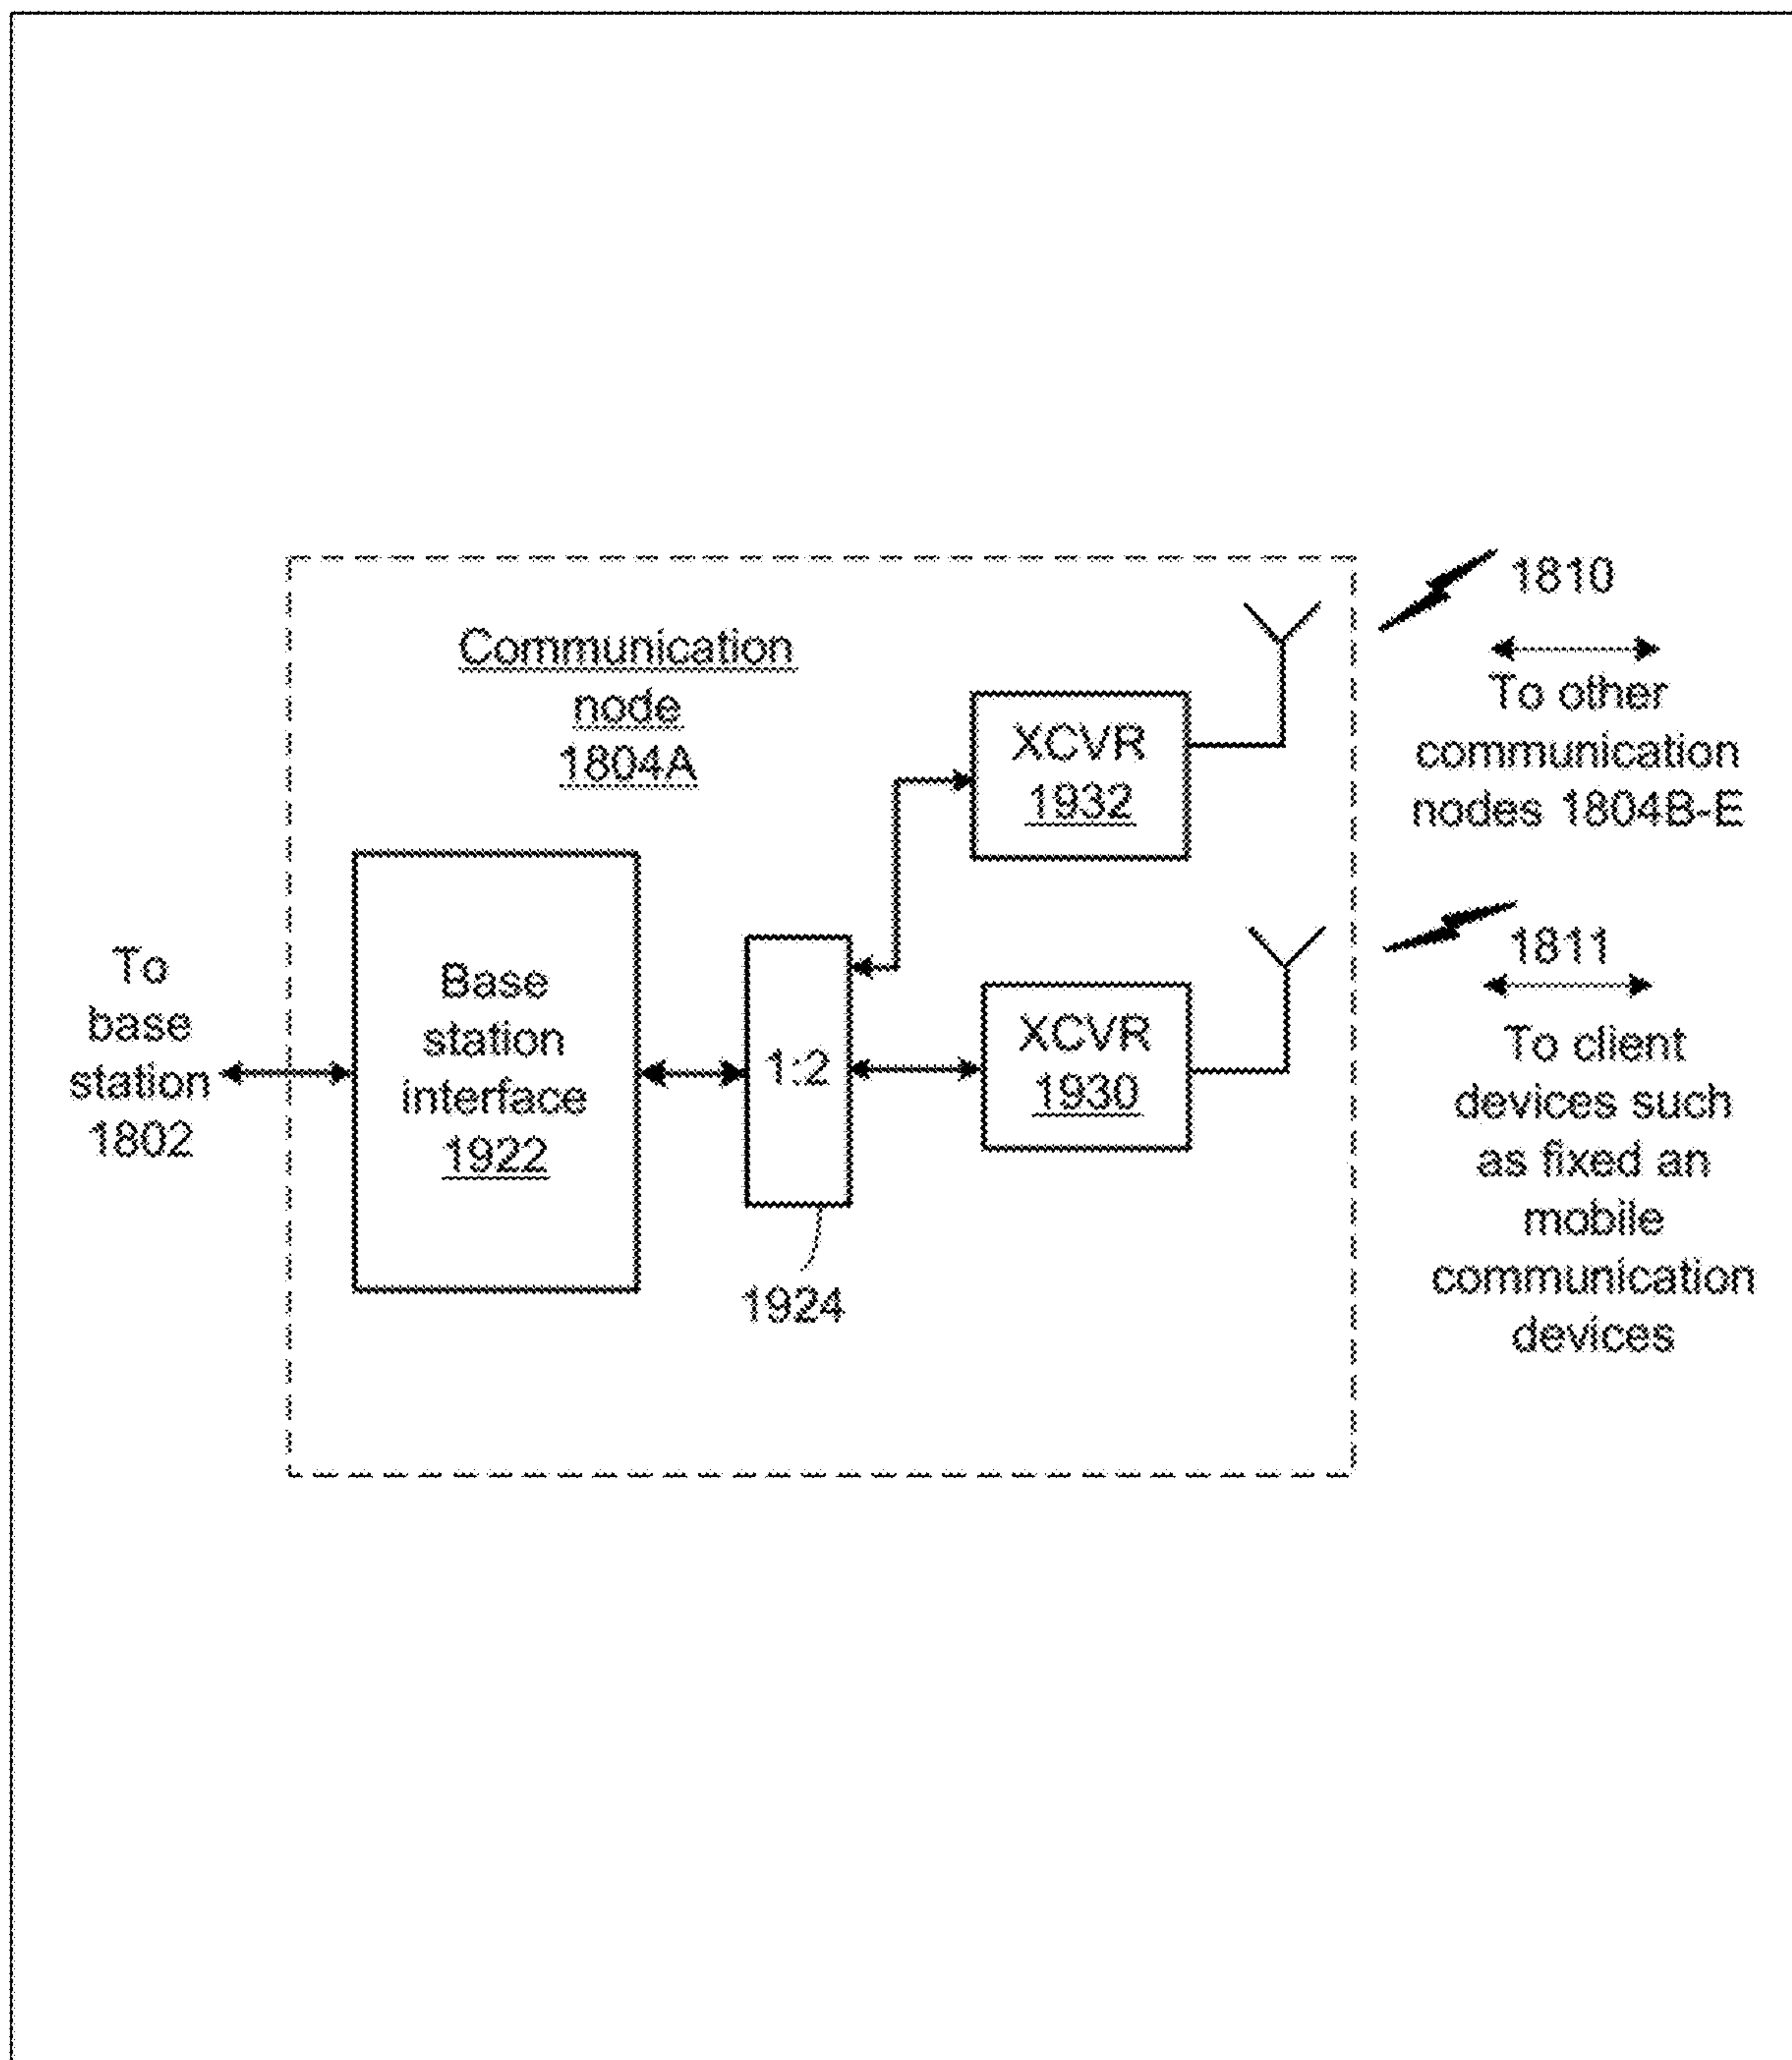 Communication
node
1804A
To
base
station
1802
Base
station
interface
1922
1:2
1924
XCVR
1932
XCVR
1930
1810
To other
communication
nodes 1804B-E
1811
To client
devices such
as fixed an
mobile
communication
devices